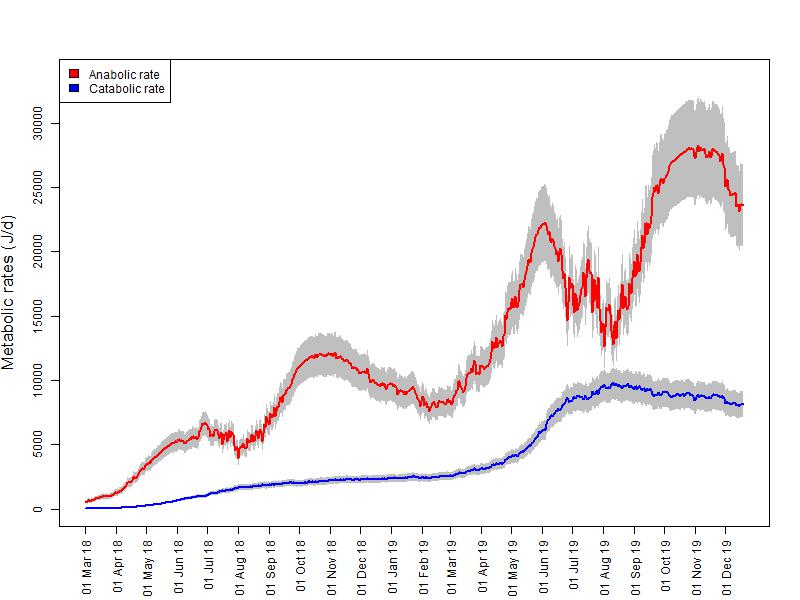 Anabolic rate
Catabolic rate
Metabolic rates (J/d)
30000
25000
20000
15000
10000
5000
0
01 Mar 18
01 Apr 18
01 May 18
01 Jun 18
01 Jul 18
01 Aug 18
01 Sep 18
01 Oct 18
01 Nov 18
01 Dec 18
01 Jan 19
01 Feb 19
01 Mar 19
01 Apr 19
01 May 19
01 Jun 19
01 Jul 19
01 Aug 19
01 Sep 19
01 Oct 19
01 Nov 19
01 Dec 19